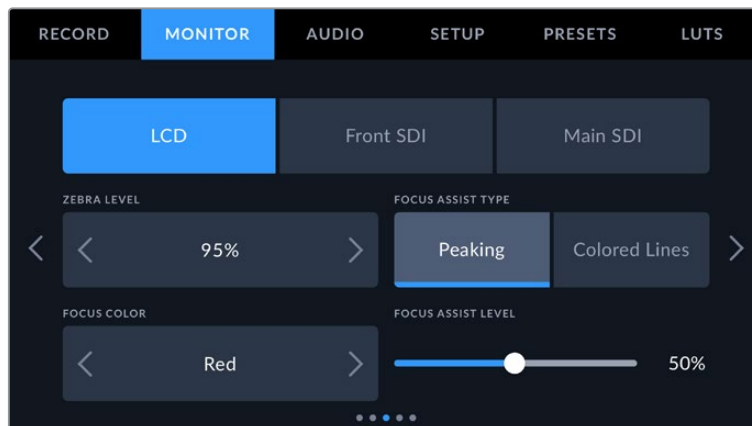 RECORD MONITOR AUDIO SETUP PRESETS LUTS
LCD Front SDI Main SDI
ZEBRA LEVEL FOCUS ASSIST TYPE
95% Peaking Colored Lines
FOCUS COLOR FOCUS ASSIST LEVEL
Red 50%